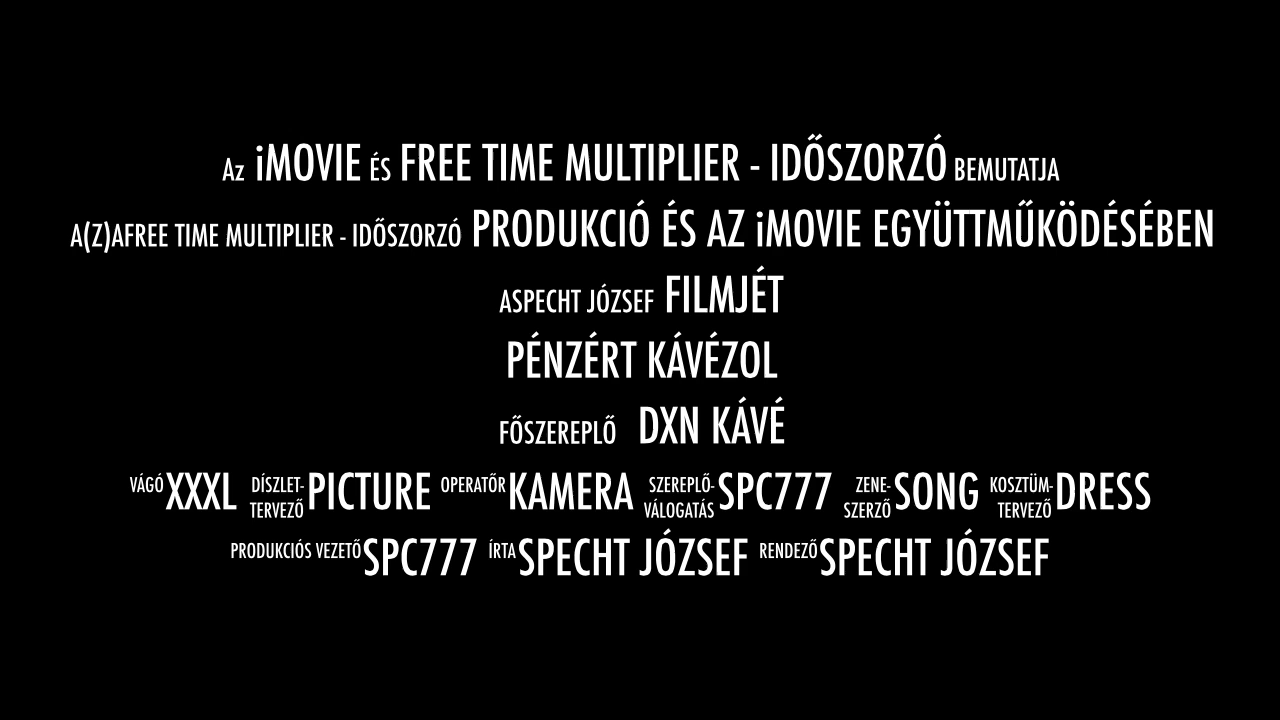 Az iMOVIE ÉS FREE TIME MULTIPLIER - IDŐSZORZÓ BEMUTATJA
A(Z)AFREE TIME MULTIPLIER - IDŐSZORZÓ PRODUKCIÓ ÉS AZ iMOVIE EGYÜTTMŰKÖDÉSÉBEN
ASPECHT JÓZSEF FILMJÉT
PÉNZÉRT KÁVÉZOL
FŐSZEREPLŐ DXN KÁVÉ
VÁGÓ XXXL DÍSZLET-TERVEZŐ PICTURE OPERATŐR KAMERA SZEREPLŐ-VÁLOGATÁS SPC777 ZENE-SZERZŐ SONG KOSZTÜM-TERVEZŐ DRESS
PRODUKCIÓS VEZETŐ SPC777 ÍRTA SPECHT JÓZSEF RENDEZŐ SPECHT JÓZSEF